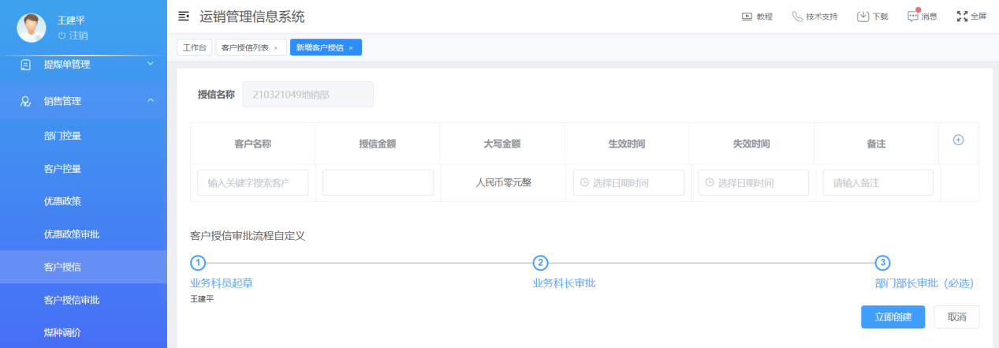 王建平
注销
提煤单管理
销售管理
部门控量
客户控量
优惠政策
优惠政策审批
客户授信
客户授信审批
煤种调价
运销管理信息系统
教程 技术支持 下载 消息 全屏
工作台 客户授信列表 × 新增客户授信 ×
授信名称 210321049地销部
客户名称 授信金额 大写金额 生效时间 失效时间 备注
输入关键字搜索客户 人民币零元整 选择日期时间 选择日期时间 请输入备注
客户授信审批流程自定义
1 2 3
业务科员起草 业务科长审批 部门部长审批（必选）
王建平
立即创建 取消